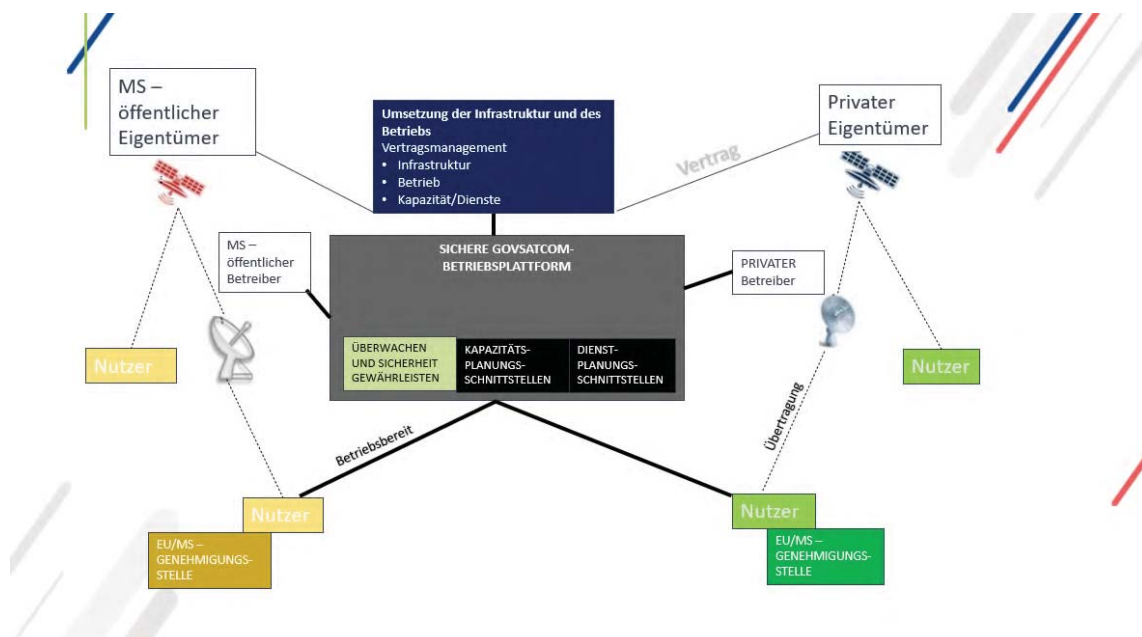 MS –
öffentlicher
Eigentümer
Umsetzung der Infrastruktur und des
Betriebs
Vertragsmanagement
• Infrastruktur
• Betrieb
• Kapazität/Dienste
Vertrag
Privater
Eigentümer
MS –
öffentlicher
Betreiber
SICHERE GOVSATCOM-
BETRIEBSPLATTFORM
PRIVATER
Betreiber
Nutzer
ÜBERWACHEN
UND SICHERHEIT
GEWÄHRLEISTEN
KAPAZITÄTS-
PLANUNGS-
SCHNITTSTELLEN
DIENST-
PLANUNGS-
SCHNITTSTELLEN
Nutzer
Betriebsbereit
Übertragung
Nutzer
EU/MS –
GENEHMIGUNGS-
STELLE
Nutzer
EU/MS –
GENEHMIGUNGS-
STELLE